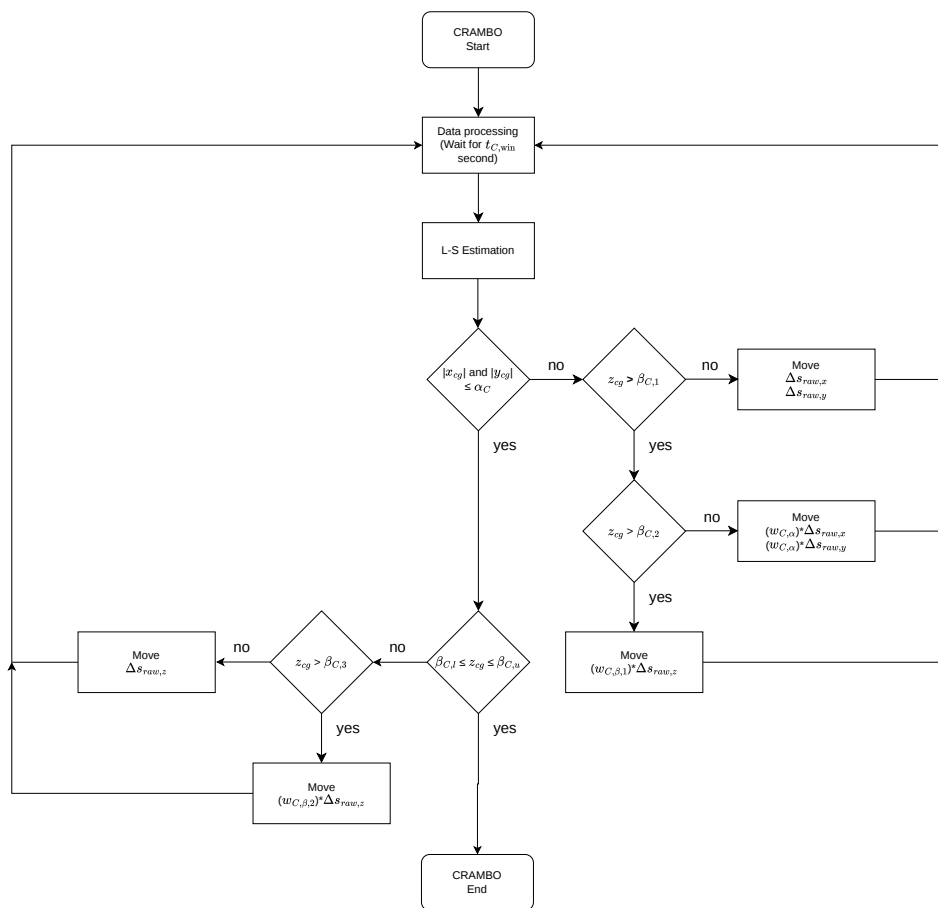 CRAMBO
Start
Data processing
(Wait for t_{C,win}
second)
L-S Estimation
|x_{cg}| and |y_{cg}|
≤ α_C
no
z_{cg} > β_{C,1}
no
Move
Δs_{raw,x}
Δs_{raw,y}
yes
yes
z_{cg} > β_{C,2}
no
Move
(w_{C,α})*Δs_{raw,x}
(w_{C,α})*Δs_{raw,y}
yes
Move
(w_{C,β,1})*Δs_{raw,z}
β_{C,l} ≤ z_{cg} ≤ β_{C,u}
no
z_{cg} > β_{C,3}
no
Move
Δs_{raw,z}
yes
yes
Move
(w_{C,β,2})*Δs_{raw,z}
CRAMBO
End